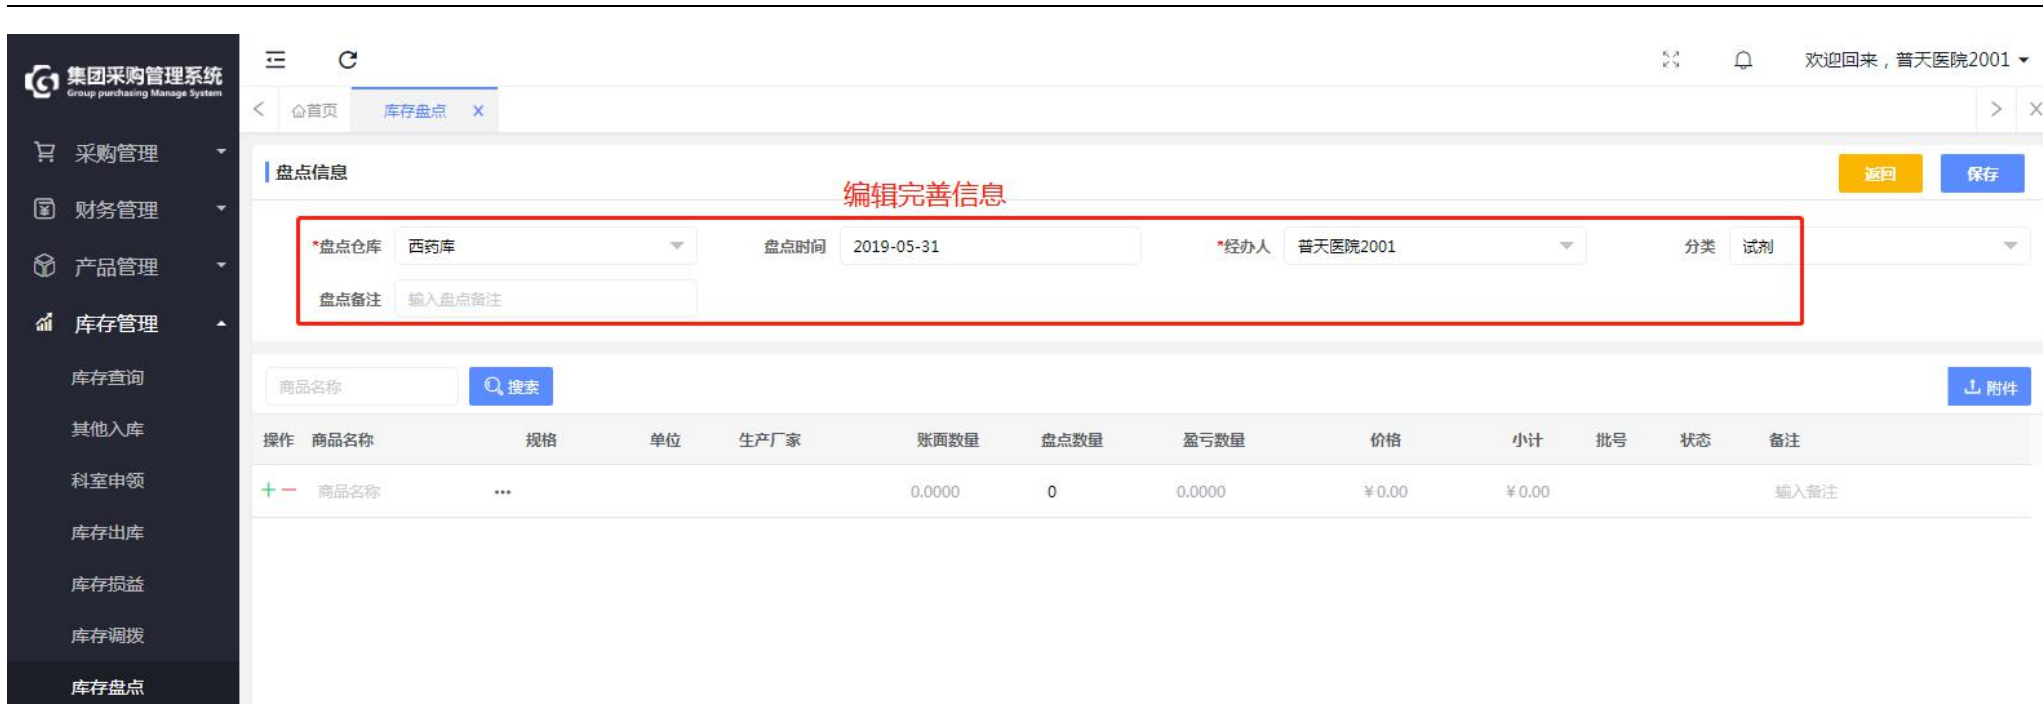 集团采购管理系统
Group purchasing Manage System
欢迎回来，普天医院2001
首页
库存盘点
采购管理
财务管理
产品管理
库存管理
库存查询
其他入库
科室申领
库存出库
库存损益
库存调拨
库存盘点
盘点信息
返回
保存
编辑完善信息
*盘点仓库 西药库 盘点时间 2019-05-31 *经办人 普天医院2001 分类 试剂
盘点备注 输入盘点备注
商品名称 搜索 附件
操作 商品名称 规格 单位 生产厂家 账面数量 盘点数量 盈亏数量 价格 小计 批号 状态 备注
商品名称 ••• 0.0000 0 0.0000 ¥0.00 ¥0.00 输入备注